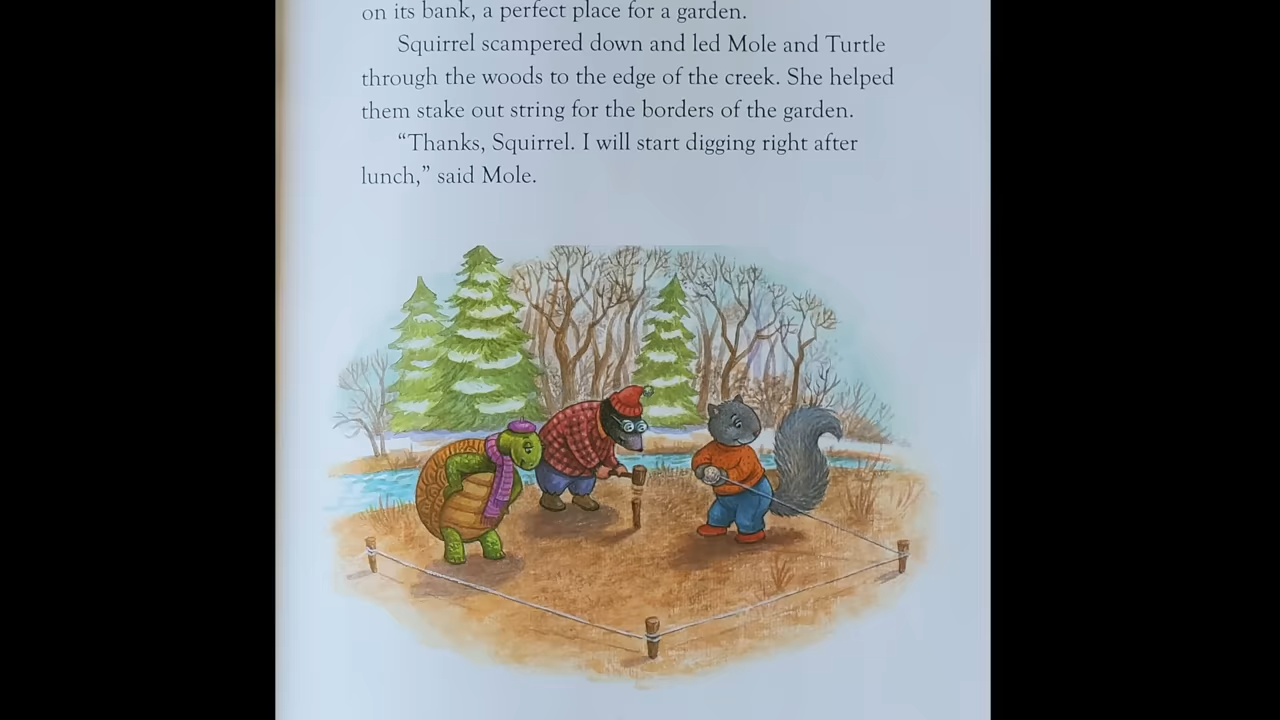 on its bank, a perfect place for a garden.
Squirrel scampered down and led Mole and Turtle
through the woods to the edge of the creek. She helped
them stake out string for the borders of the garden.
“Thanks, Squirrel. I will start digging right after
lunch,” said Mole.